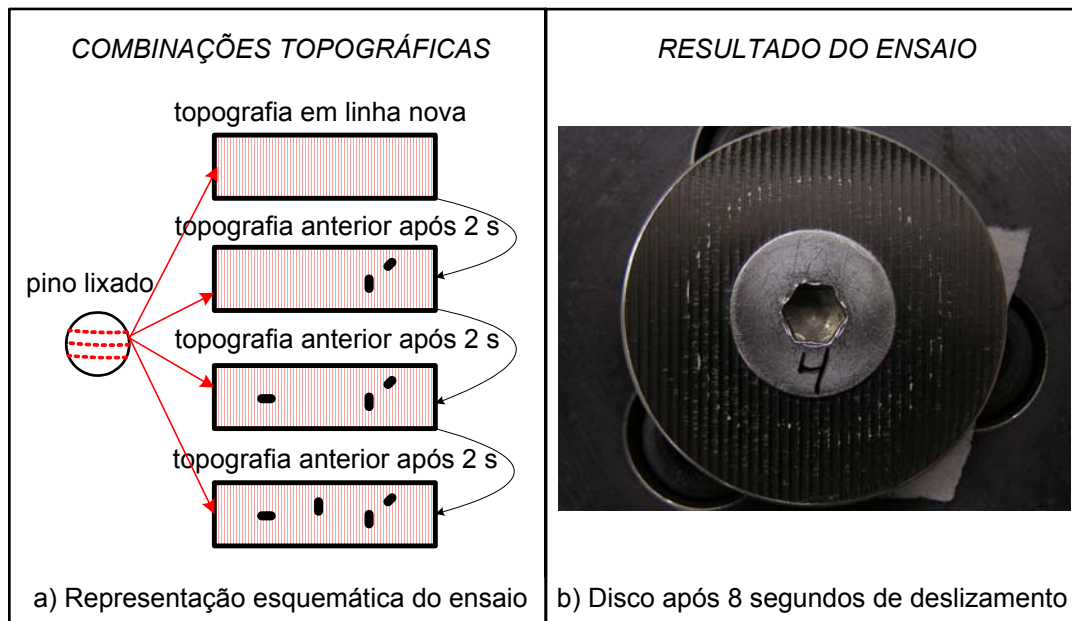 COMBINAÇÕES TOPOGRÁFICAS
topografia em linha nova
topografia anterior após 2 s
pino lixado
topografia anterior após 2 s
topografia anterior após 2 s
a) Representação esquemática do ensaio
RESULTADO DO ENSAIO
4
b) Disco após 8 segundos de deslizamento